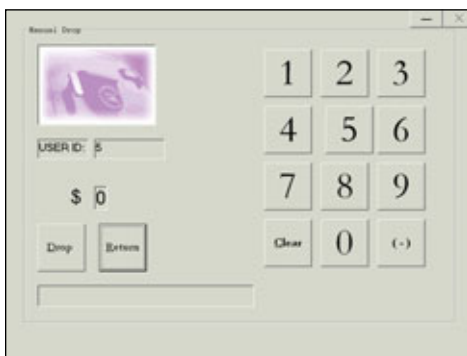 Manual Drop
1 2 3
USER ID: 5
4 5 6
$ 0
7 8 9
Drop Return
Clear 0 (-)